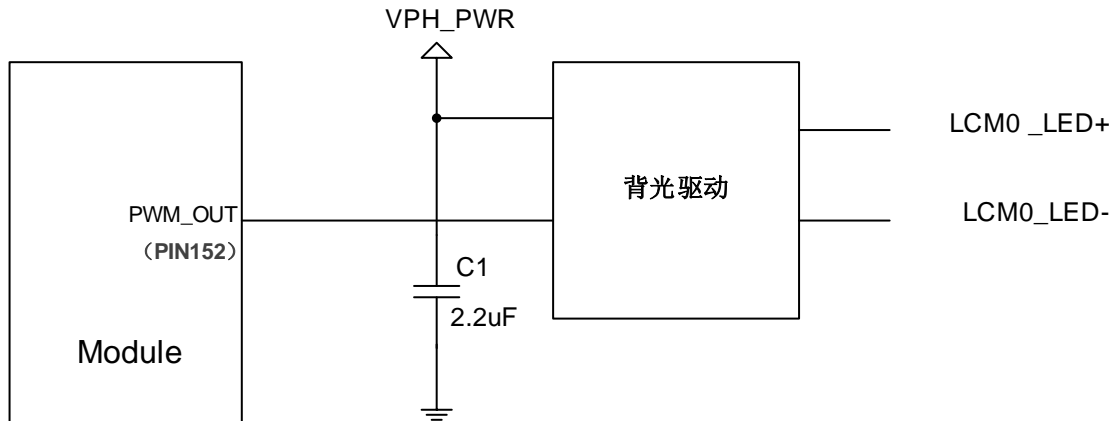 VPH_PWR
LCM0 _LED+
背光驱动
PWM_OUT
LCM0_LED-
（PIN152）
C1
2.2uF
Module